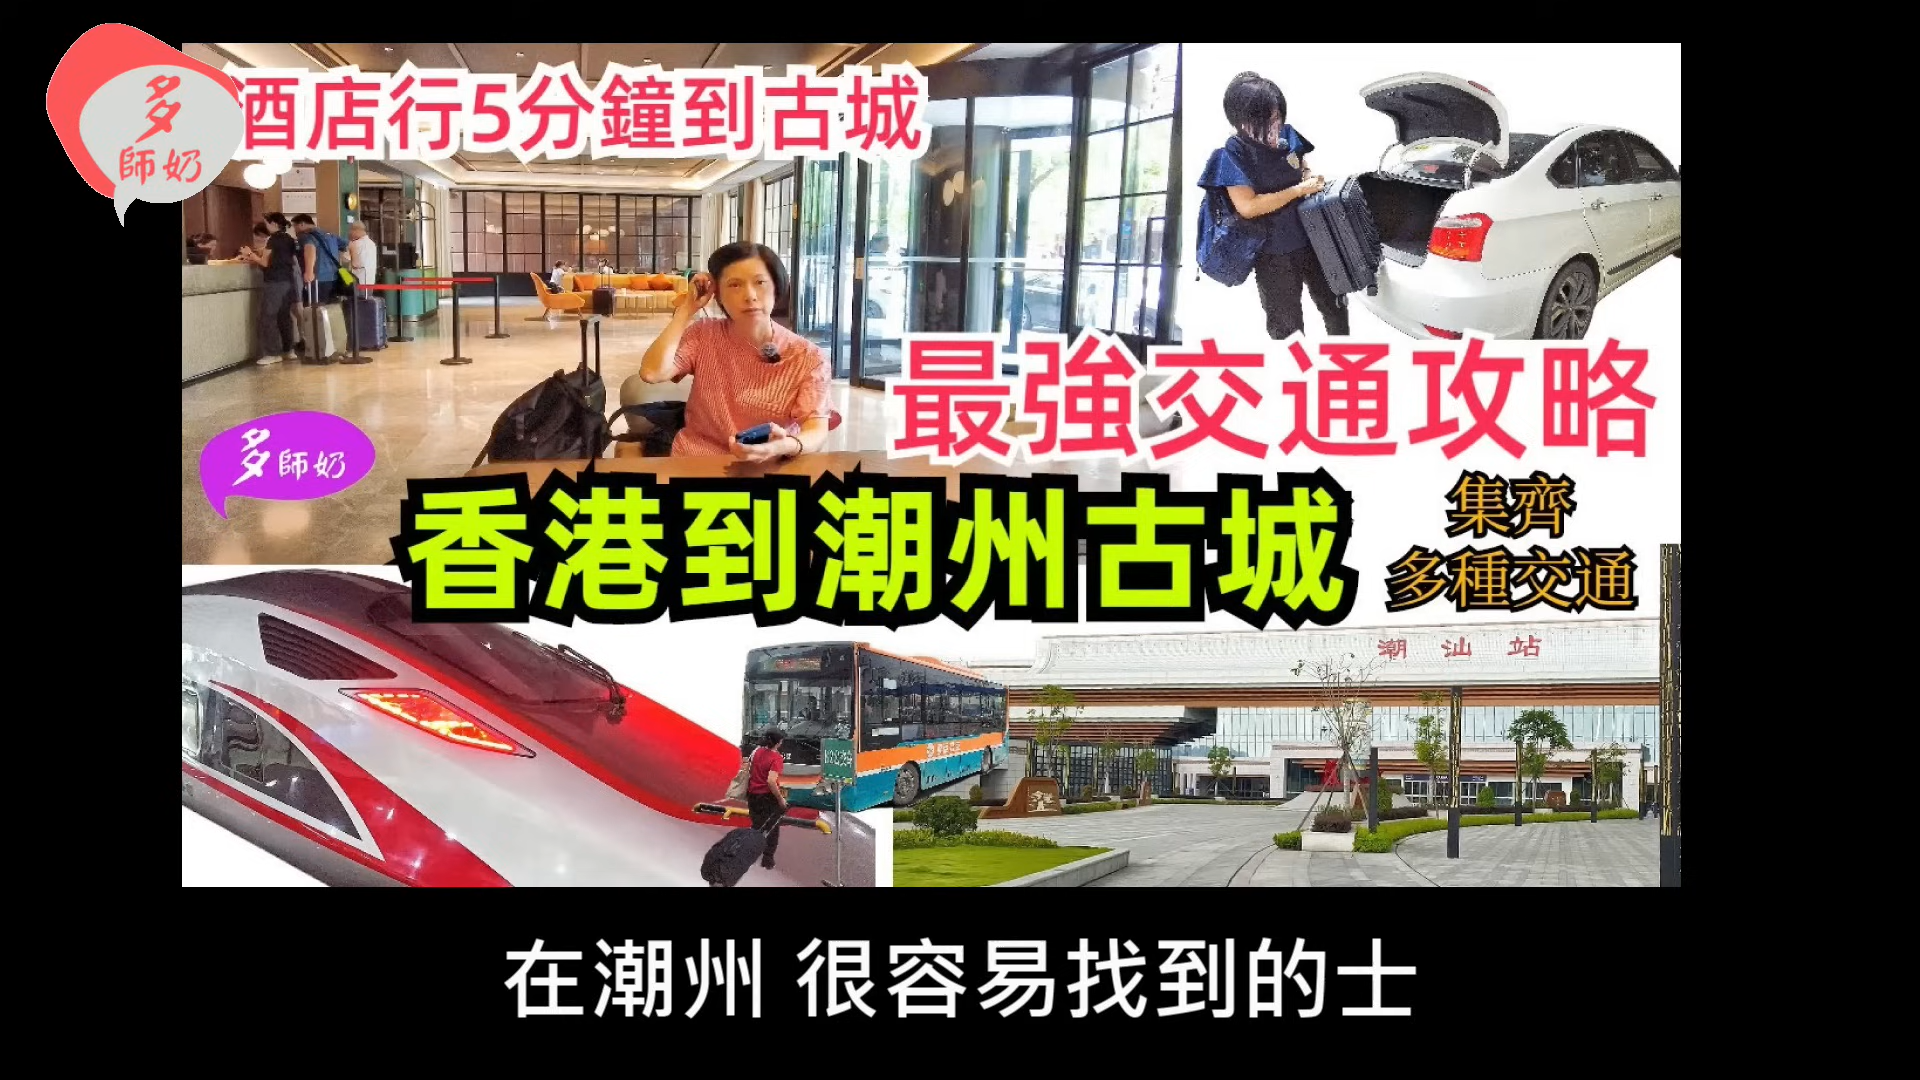 多
師奶
酒店行5分鐘到古城
最強交通攻略
多師奶
香港到潮州古城
集齊
多種交通
潮汕站
在潮州 很容易找到的士